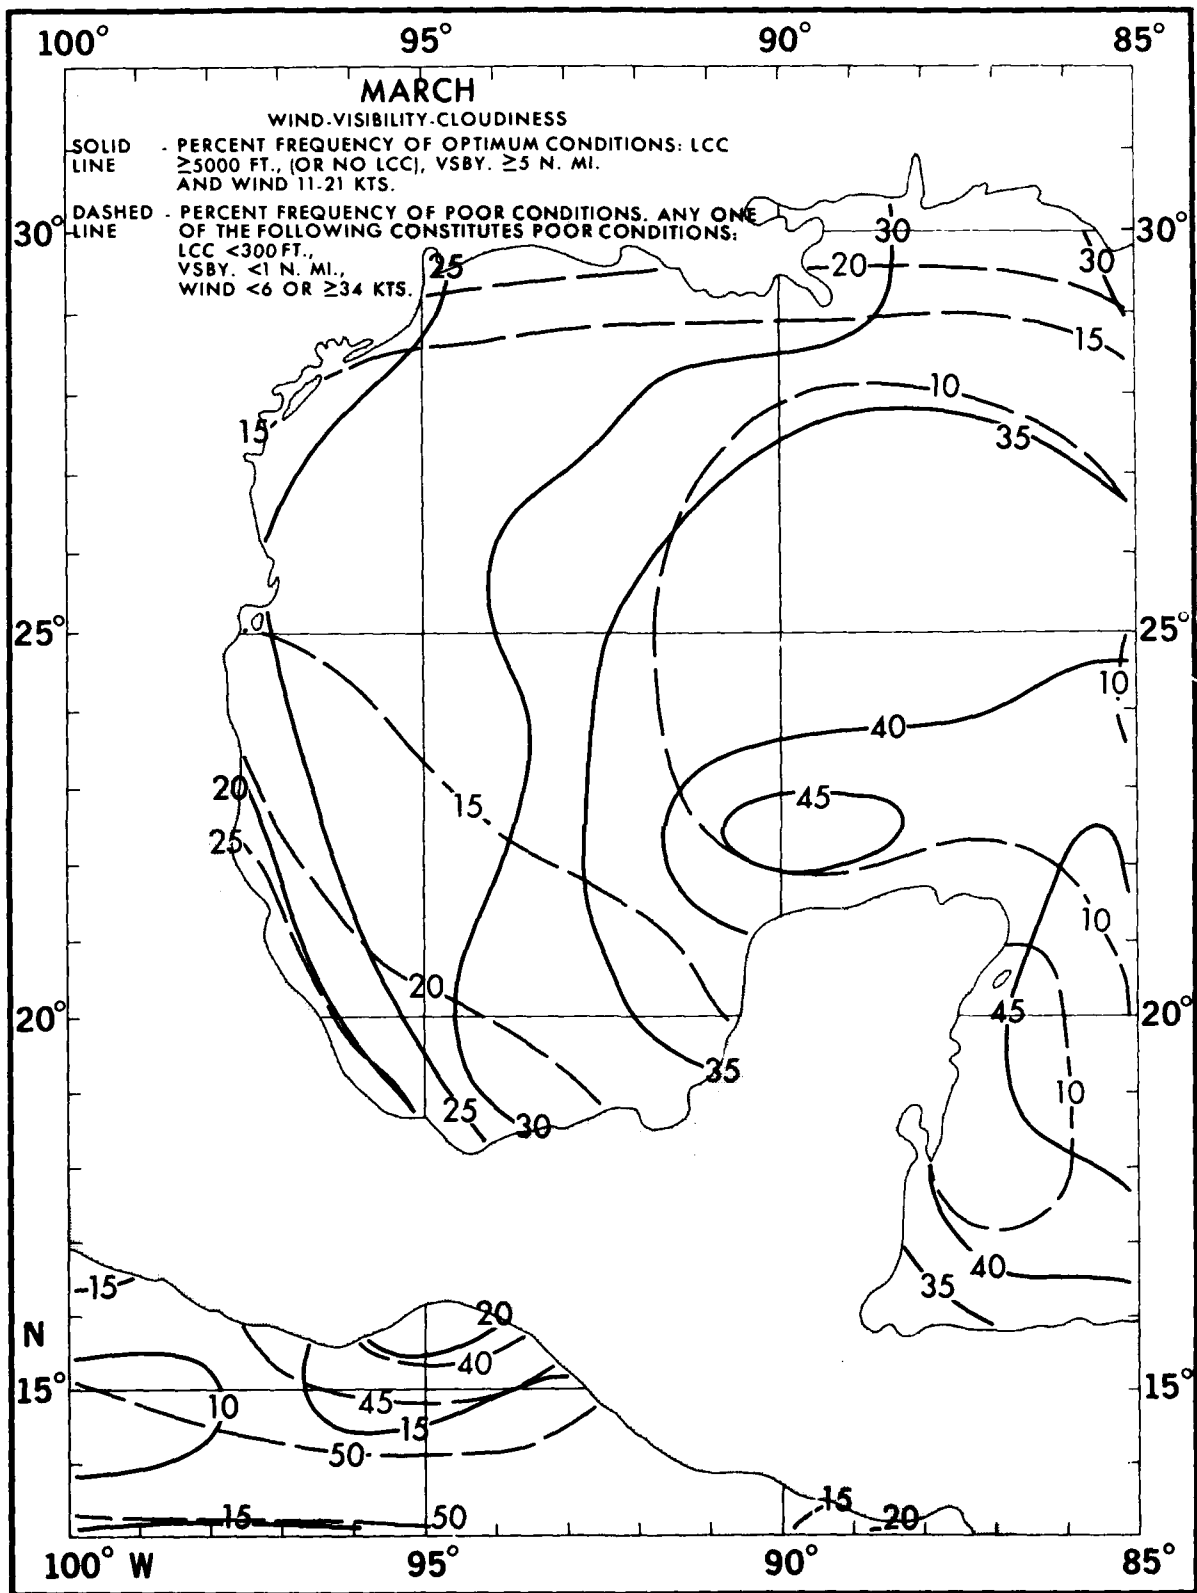 100° 95° 90° 85°
MARCH
WIND-VISIBILITY-CLOUDINESS
SOLID - PERCENT FREQUENCY OF OPTIMUM CONDITIONS: LCC
LINE ≥5000 FT., (OR NO LCC), VSBY. ≥5 N. MI.
AND WIND 11-21 KTS.
DASHED - PERCENT FREQUENCY OF POOR CONDITIONS. ANY ONE
LINE OF THE FOLLOWING CONSTITUTES POOR CONDITIONS:
LCC <300 FT.,
VSBY. <1 N. MI.,
WIND <6 OR ≥34 KTS.
30° 30 30°
25 20 30
15
10
15 35
25° 25°
10
40
20 15 45
25
10
20
20° 45 20°
35
10
25 30
40
-15 35
20
N
40
15° 10 45 15°
15
50
15 50 15 20
100° W 95° 90° 85°